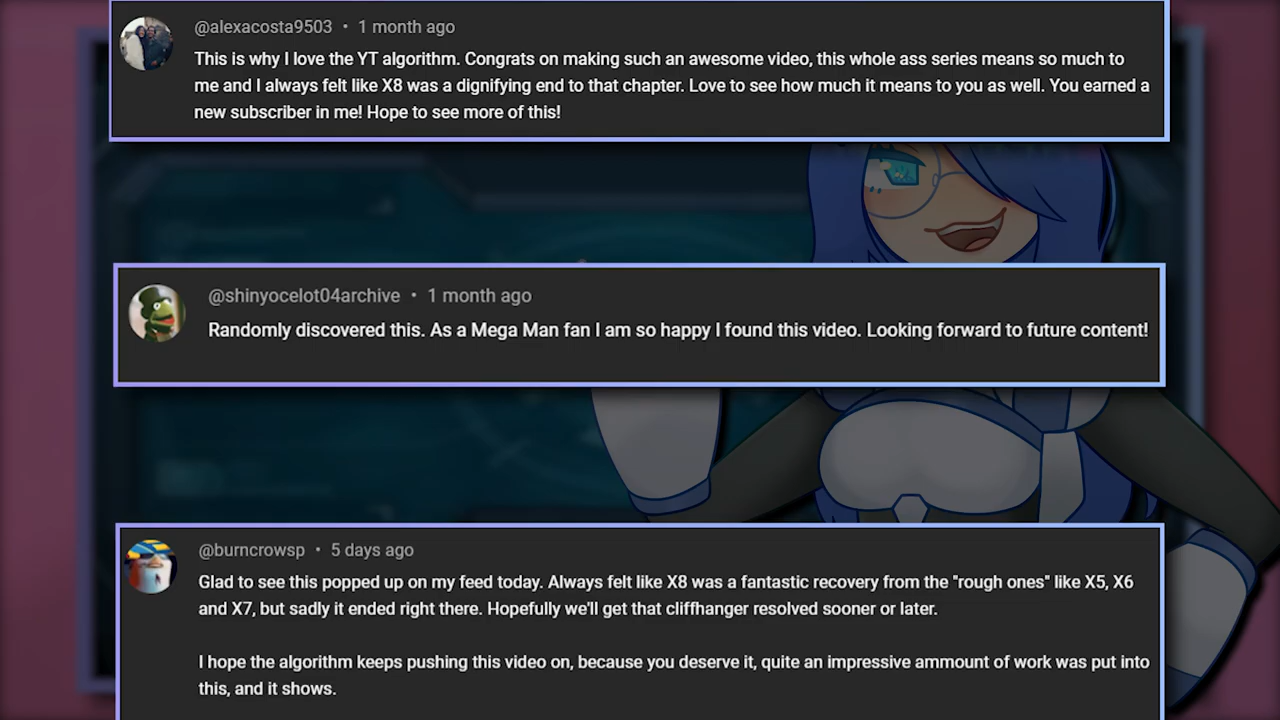 @alexacosta9503 • 1 month ago
This is why I love the YT algorithm. Congrats on making such an awesome video, this whole ass series means so much to
me and I always felt like X8 was a dignifying end to that chapter. Love to see how much it means to you as well. You earned a
new subscriber in me! Hope to see more of this!
@shinyocelot04archive • 1 month ago
Randomly discovered this. As a Mega Man fan I am so happy I found this video. Looking forward to future content!
@burncrowsp • 5 days ago
Glad to see this popped up on my feed today. Always felt like X8 was a fantastic recovery from the "rough ones" like X5, X6
and X7, but sadly it ended right there. Hopefully we'll get that cliffhanger resolved sooner or later.
I hope the algorithm keeps pushing this video on, because you deserve it, quite an impressive ammount of work was put into
this, and it shows.